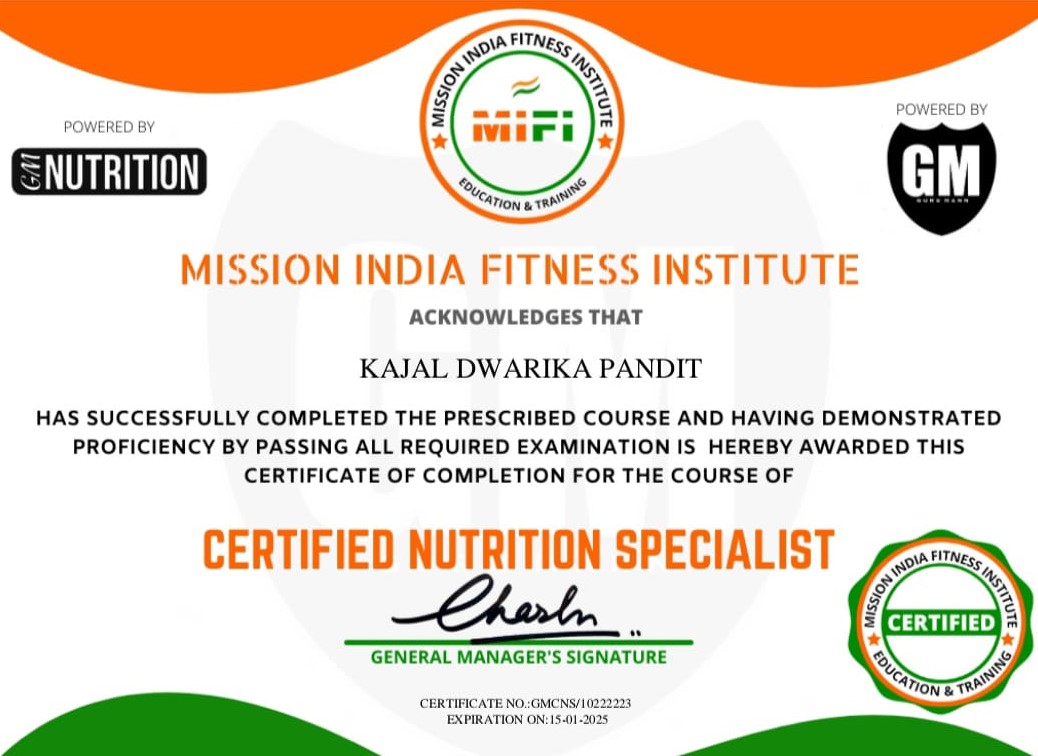 MISSION INDIA FITNESS INSTITUTE
MiFi
EDUCATION & TRAINING
POWERED BY
GM NUTRITION
POWERED BY
GM
GURU MANN
MISSION INDIA FITNESS INSTITUTE
ACKNOWLEDGES THAT
KAJAL DWARIKA PANDIT
HAS SUCCESSFULLY COMPLETED THE PRESCRIBED COURSE AND HAVING DEMONSTRATED
PROFICIENCY BY PASSING ALL REQUIRED EXAMINATION IS HEREBY AWARDED THIS
CERTIFICATE OF COMPLETION FOR THE COURSE OF
CERTIFIED NUTRITION SPECIALIST
GENERAL MANAGER'S SIGNATURE
MISSION INDIA FITNESS INSTITUTE
CERTIFIED
EDUCATION & TRAINING
CERTIFICATE NO.:GMCNS/10222223
EXPIRATION ON:15-01-2025